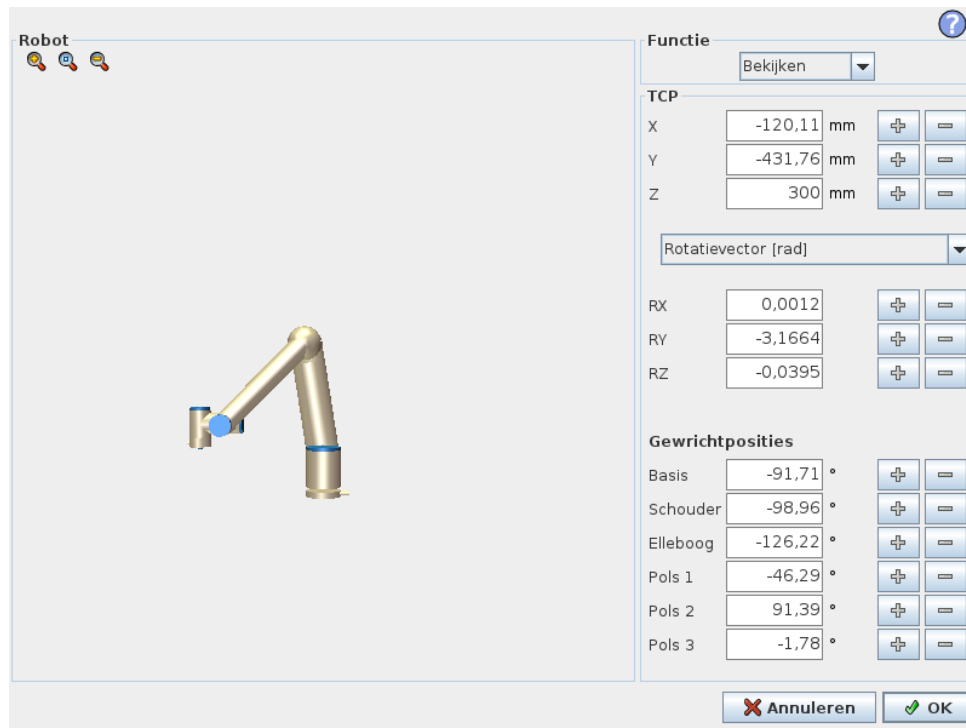 Robot
Functie
Bekijken
TCP
X -120,11 mm
Y -431,76 mm
Z 300 mm
Rotatievector [rad]
RX 0,0012
RY -3,1664
RZ -0,0395
Gewrichtposities
Basis -91,71 °
Schouder -98,96 °
Elleboog -126,22 °
Pols 1 -46,29 °
Pols 2 91,39 °
Pols 3 -1,78 °
Annuleren OK